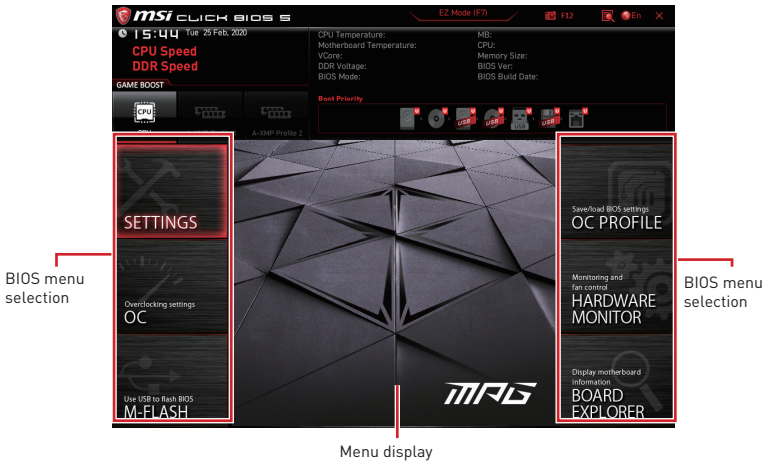 msi CLICK BIOS 5
EZ Mode (F7)
F12
En
15:44 Tue 25 Feb, 2020
CPU Speed
DDR Speed
CPU Temperature:
Motherboard Temperature:
VCore:
DDR Voltage:
BIOS Mode:
MB:
CPU:
Memory Size:
BIOS Ver:
BIOS Build Date:
GAME BOOST
Boot Priority
CPU
U
U
USB U
USB U
USB U
USB U
U
CPU
A-XMP Profile 2
SETTINGS
Overclocking settings
OC
Use USB to flash BIOS
M-FLASH
Save/load BIOS settings
OC PROFILE
Monitoring and
fan control
HARDWARE
MONITOR
Display motherboard
information
BOARD
EXPLORER
MPG
BIOS menu
selection
BIOS menu
selection
Menu display